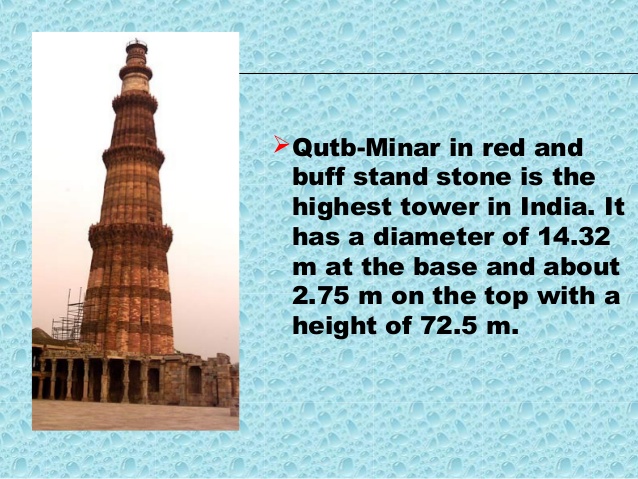 Qutb-Minar in red and
buff stand stone is the
highest tower in India. It
has a diameter of 14.32
m at the base and about
2.75 m on the top with a
height of 72.5 m.